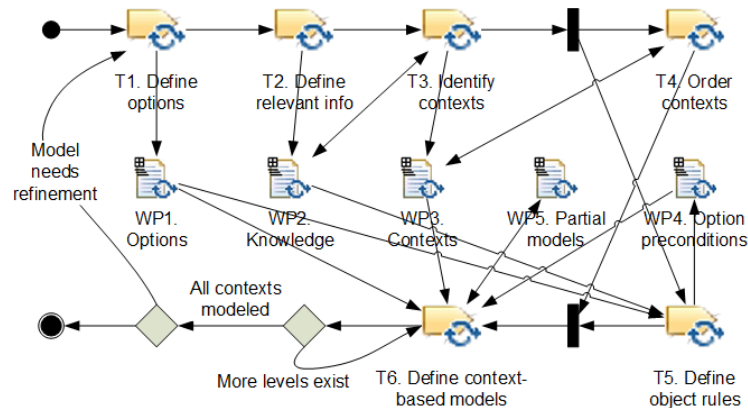 T1. Define
options
T2. Define
relevant info
T3. Identify
contexts
T4. Order
contexts
Model
needs
refinement
WP1.
Options
WP2.
Knowledge
WP3.
Contexts
WP5. Partial
models
WP4. Option
preconditions
All contexts
modeled
More levels exist
T6. Define context-
based models
T5. Define
object rules